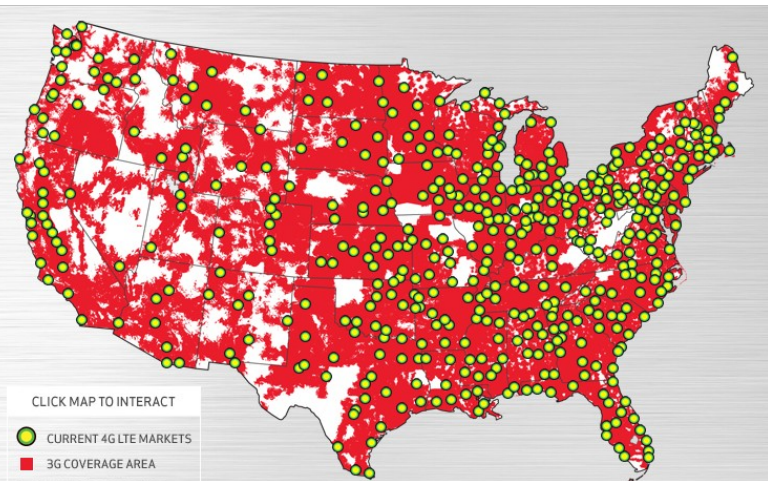 CLICK MAP TO INTERACT
CURRENT 4G LTE MARKETS
3G COVERAGE AREA